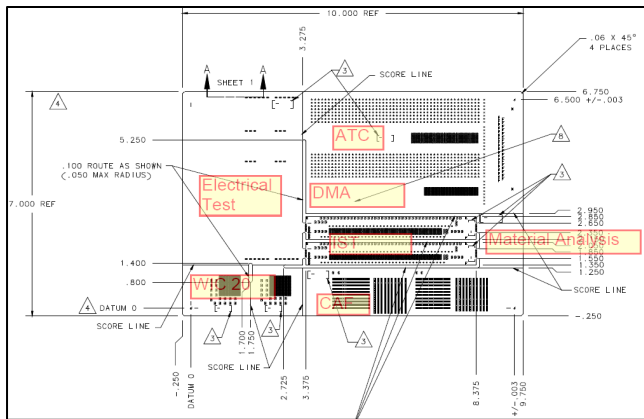 10.000 REF
3.275
.06 X 45°
4 PLACES
A
A
SHEET 1
3
SCORE LINE
4
6.750
6.500 +/-.003
[- ]
ATC
[- ]
8
5.250
3
.100 ROUTE AS SHOWN
(.050 MAX RADIUS)
Electrical
Test
DMA
7.000 REF
2.950
2.850
2.650
IST
Material Analysis
1.550
1.350
1.250
1.400
.800
WIC 20
CAF
SCORE LINE
4
DATUM 0
SCORE LINE
3
3
3
-.250
SCORE LINE
1.700
1.750
2.725
3.375
8.375
+/-.003
9.750
-.250
DATUM 0